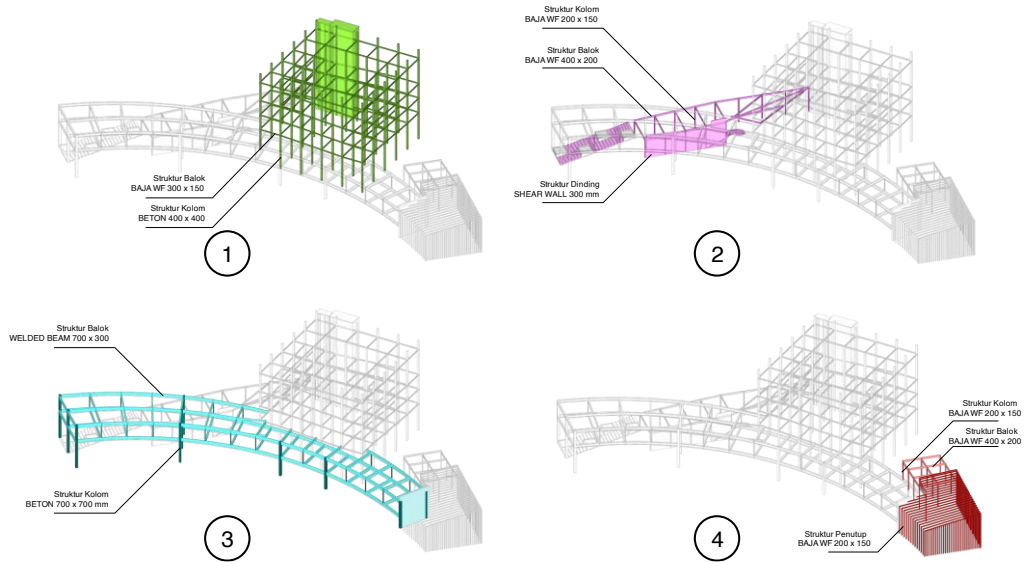 Struktur Balok
BAJA WF 300 x 150
Struktur Kolom
BETON 400 x 400
1
Struktur Kolom
BAJA WF 200 x 150
Struktur Balok
BAJA WF 400 x 200
Struktur Dinding
SHEAR WALL 300 mm
2
Struktur Balok
WELDED BEAM 700 x 300
Struktur Kolom
BETON 700 x 700 mm
3
Struktur Kolom
BAJA WF 200 x 150
Struktur Balok
BAJA WF 400 x 200
Struktur Penutup
BAJA WF 200 x 150
4